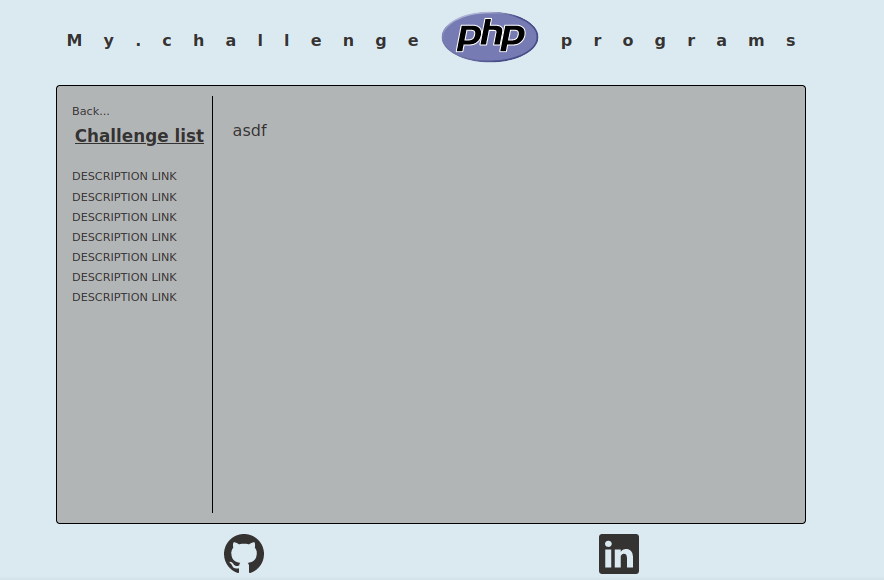 My.challenge php programs
Back...
Challenge list
DESCRIPTION LINK
DESCRIPTION LINK
DESCRIPTION LINK
DESCRIPTION LINK
DESCRIPTION LINK
DESCRIPTION LINK
DESCRIPTION LINK
asdf
in